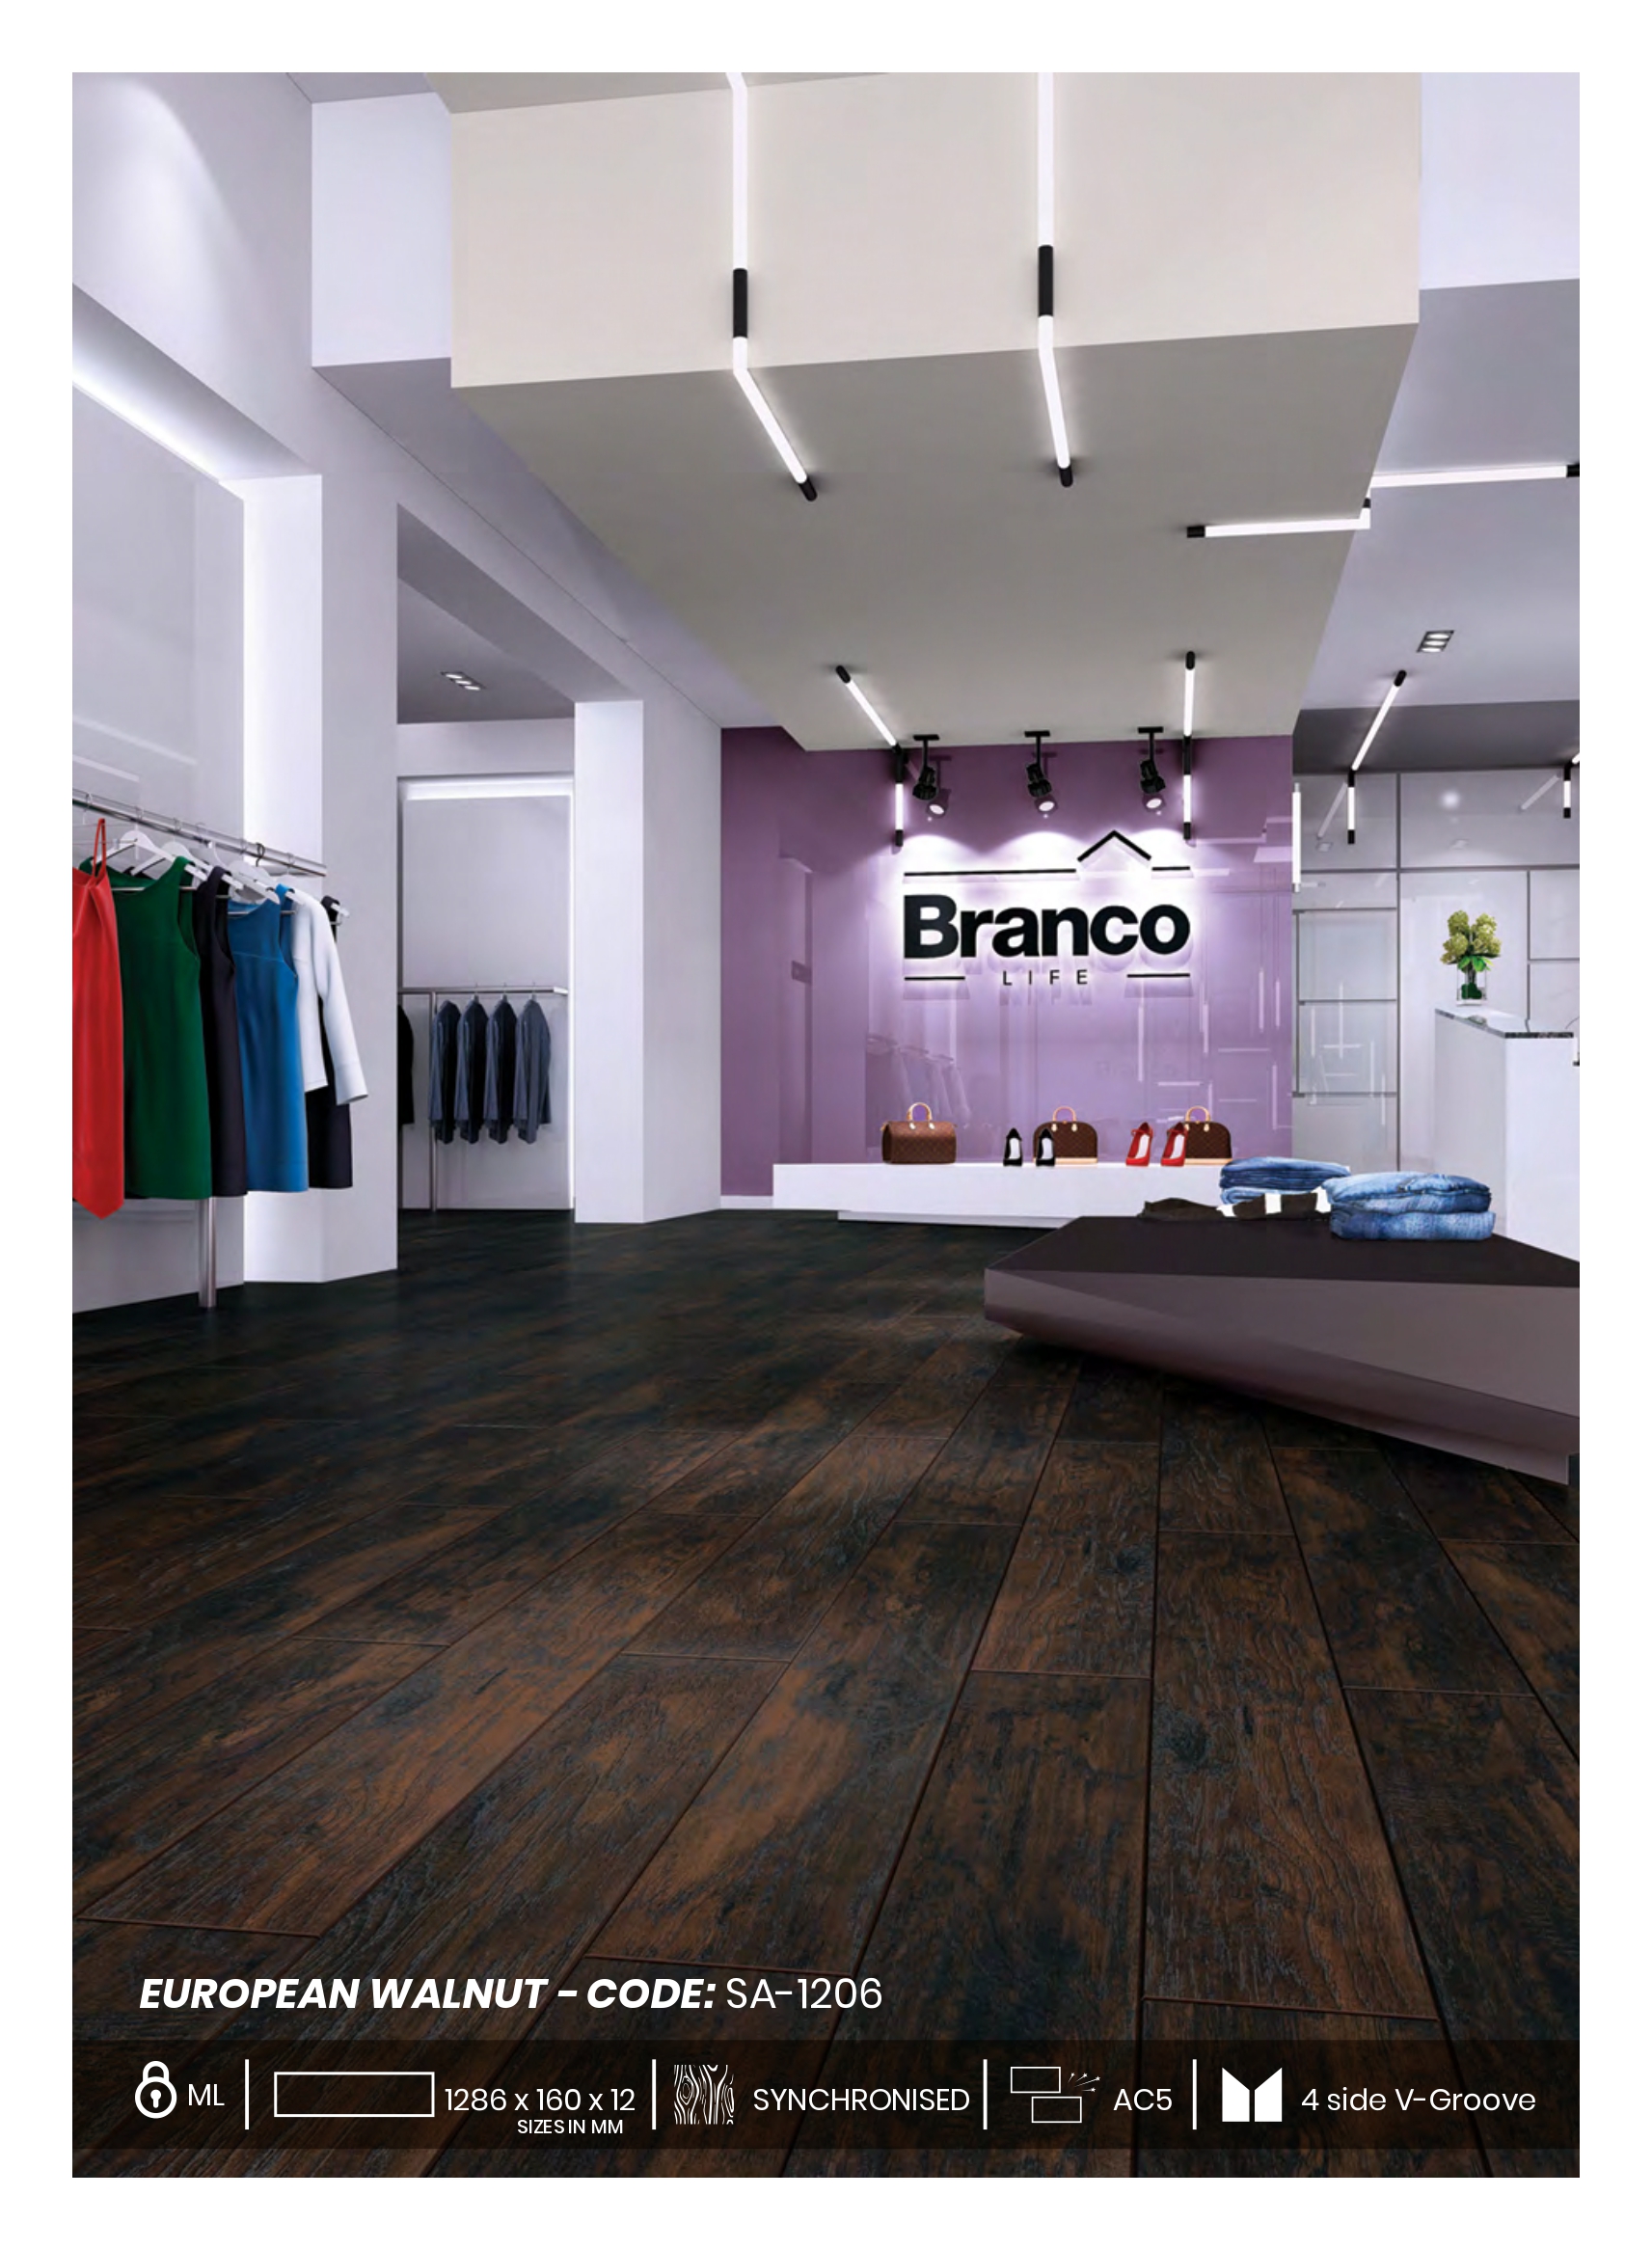 Branco
LIFE
EUROPEAN WALNUT - CODE: SA-1206
ML
1286 x 160 x 12
SIZES IN MM
SYNCHRONISED
AC5
4 side V-Groove